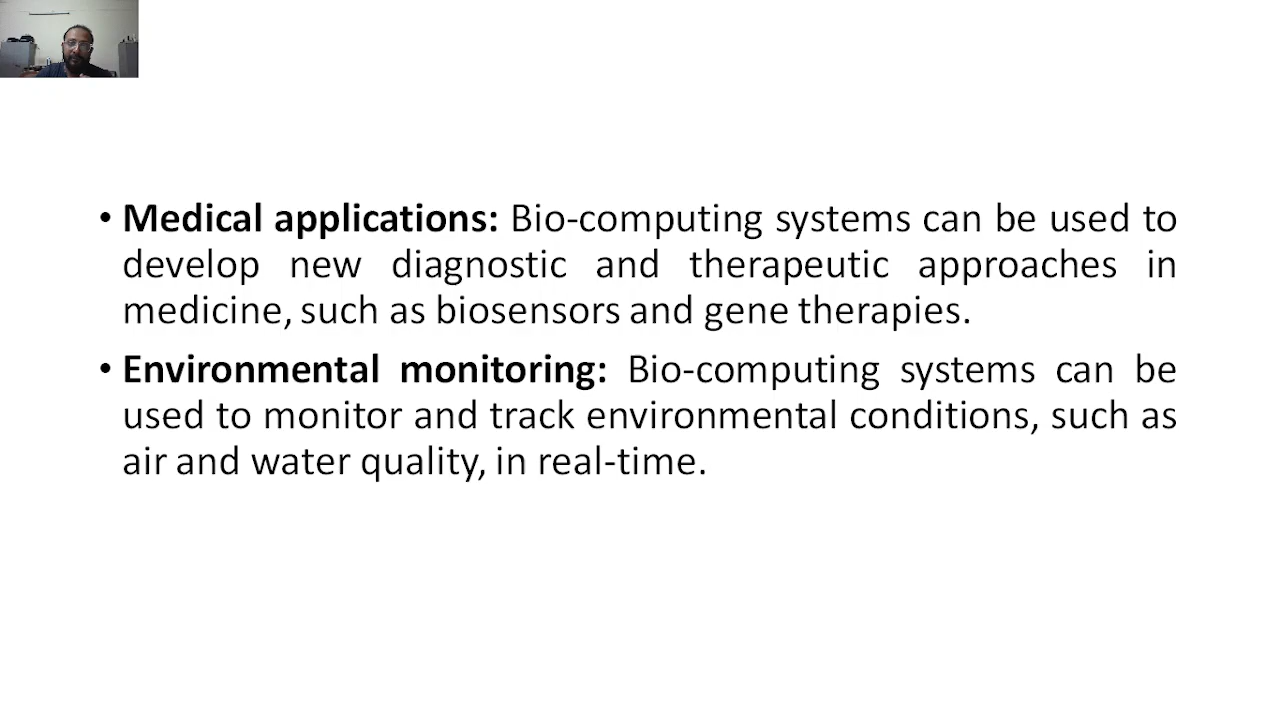 • Medical applications: Bio-computing systems can be used to
develop new diagnostic and therapeutic approaches in
medicine, such as biosensors and gene therapies.
• Environmental monitoring: Bio-computing systems can be
used to monitor and track environmental conditions, such as
air and water quality, in real-time.